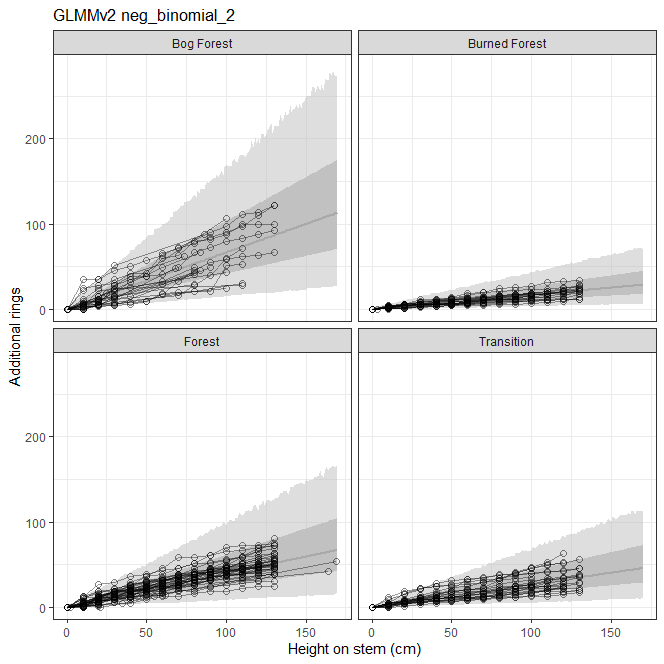 GLMMv2 neg_binomial_2
Bog Forest
Burned Forest
200
100
0
Forest
Transition
200
100
0
0
50
100
150
0
50
100
150
Height on stem (cm)
Additional rings